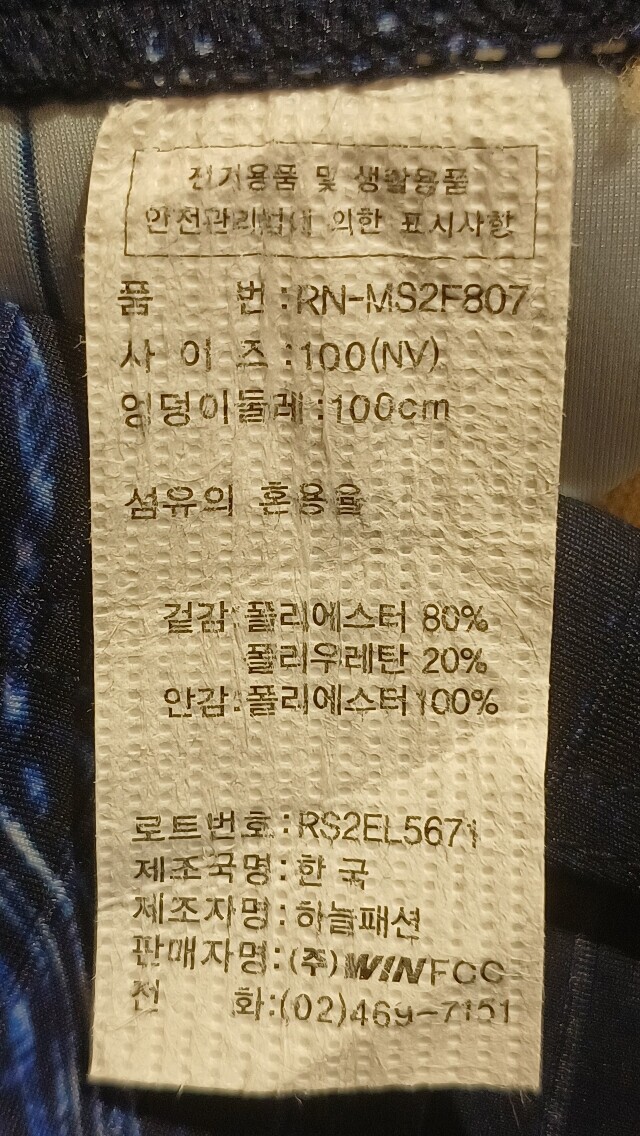 전기용품 및 생활용품
안전관리법에 의한 표시사항
품 번:RN-MS2F807
사 이 즈:100(NV)
엉덩이둘레:100cm
섬유의 혼용율
겉감:폴리에스터 80%
폴리우레탄 20%
안감:폴리에스터100%
로트번호:RS2EL5671
제조국명:한 국
제조자명:하늘패션
판매자명:(주)WINFCC
전 화:(02)469-7151